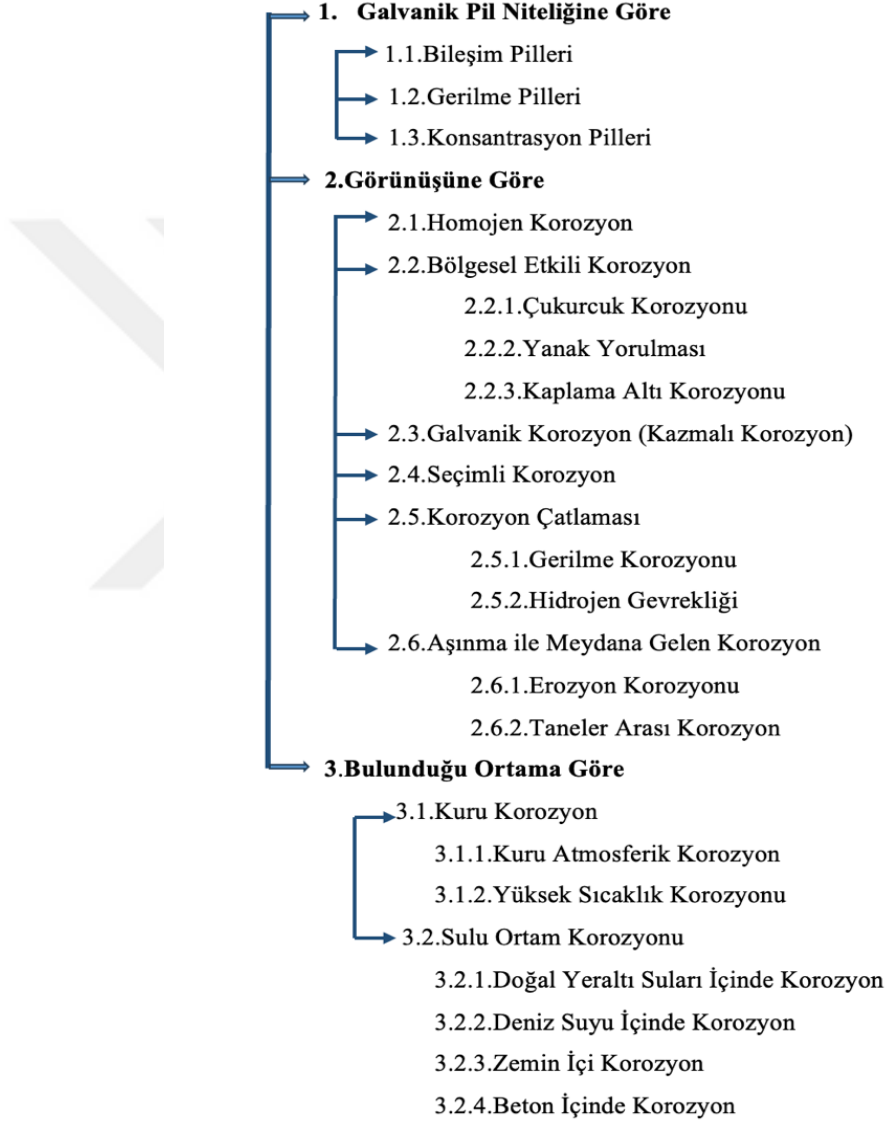 1. Galvanik Pil Niteliğine Göre
1.1.Bileşim Pilleri
1.2.Gerilme Pilleri
1.3.Konsantrasyon Pilleri
2.Görünüşüne Göre
2.1.Homojen Korozyon
2.2.Bölgesel Etkili Korozyon
2.2.1.Çukurcuk Korozyonu
2.2.2.Yanak Yorulması
2.2.3.Kaplama Altı Korozyonu
2.3.Galvanik Korozyon (Kazmalı Korozyon)
2.4.Seçimli Korozyon
2.5.Korozyon Çatlaması
2.5.1.Gerilme Korozyonu
2.5.2.Hidrojen Gevrekliği
2.6.Aşınma ile Meydana Gelen Korozyon
2.6.1.Erozyon Korozyonu
2.6.2.Taneler Arası Korozyon
3.Bulunduğu Ortama Göre
3.1.Kuru Korozyon
3.1.1.Kuru Atmosferik Korozyon
3.1.2.Yüksek Sıcaklık Korozyonu
3.2.Sulu Ortam Korozyonu
3.2.1.Doğal Yeraltı Suları İçinde Korozyon
3.2.2.Deniz Suyu İçinde Korozyon
3.2.3.Zemin İçi Korozyon
3.2.4.Beton İçinde Korozyon